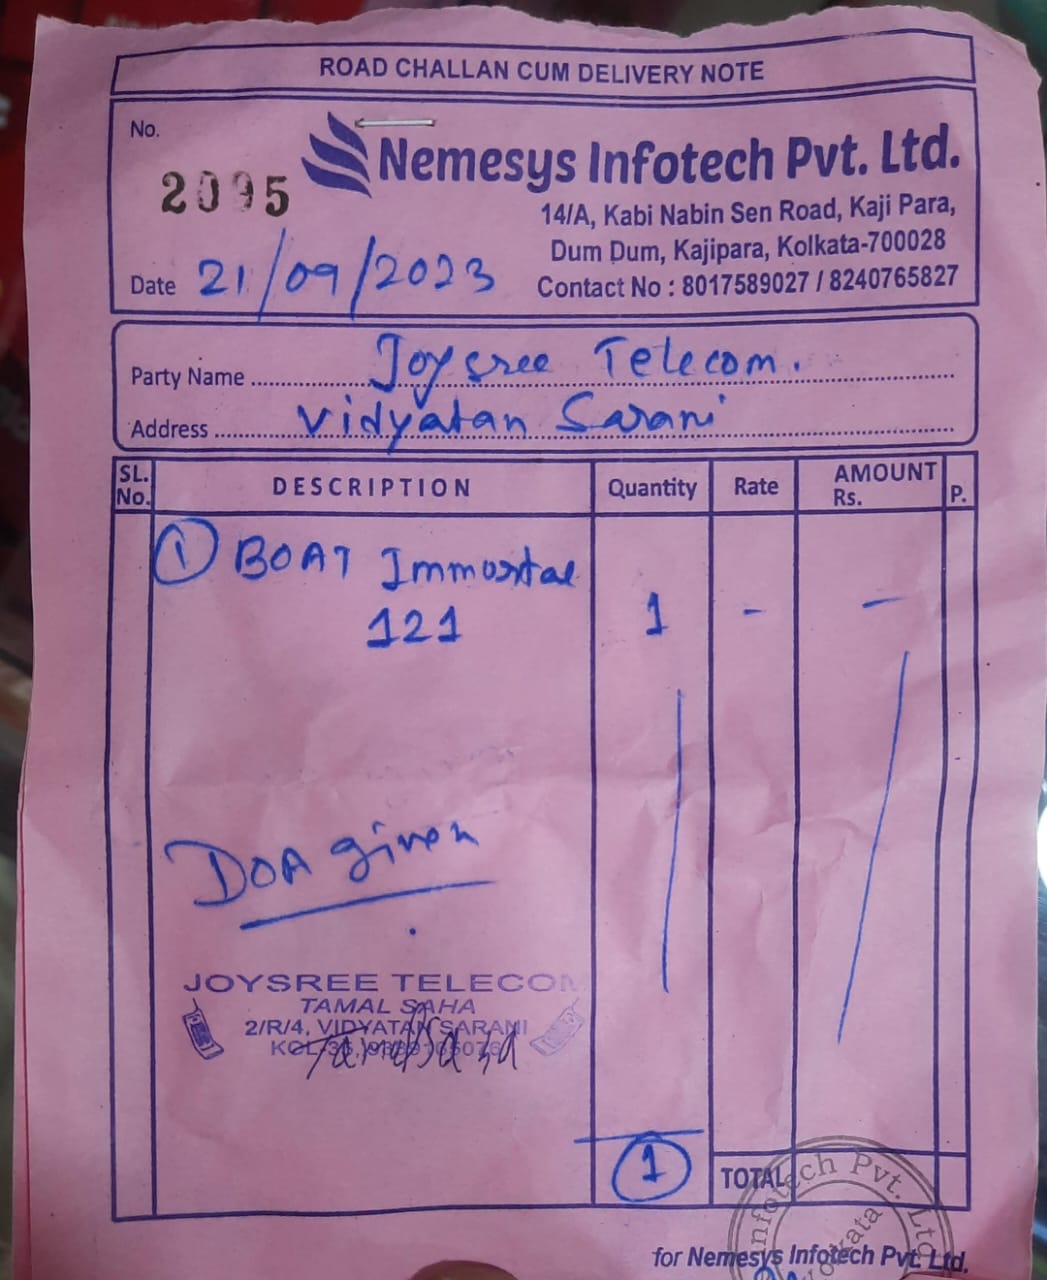 ROAD CHALLAN CUM DELIVERY NOTE
No.
2095
Nemesys Infotech Pvt. Ltd.
14/A, Kabi Nabin Sen Road, Kaji Para,
Dum Dum, Kajipara, Kolkata-700028
Contact No : 8017589027 / 8240765827
Date 21/09/2023
Party Name Joysree Telecom.
Address Vidyatan Sarani
SL. No. DESCRIPTION Quantity Rate AMOUNT Rs. P.
1 BOAT Immortal
121 1 - -
DOA given
JOYSREE TELECOM
TAMAL SAHA
2/R/4, VIDYATAN SARANI
KOL-35,
Tamal Saha
1 TOTAL
Infotech Pvt. Ltd.
Kolkata
for Nemesys Infotech Pvt. Ltd.